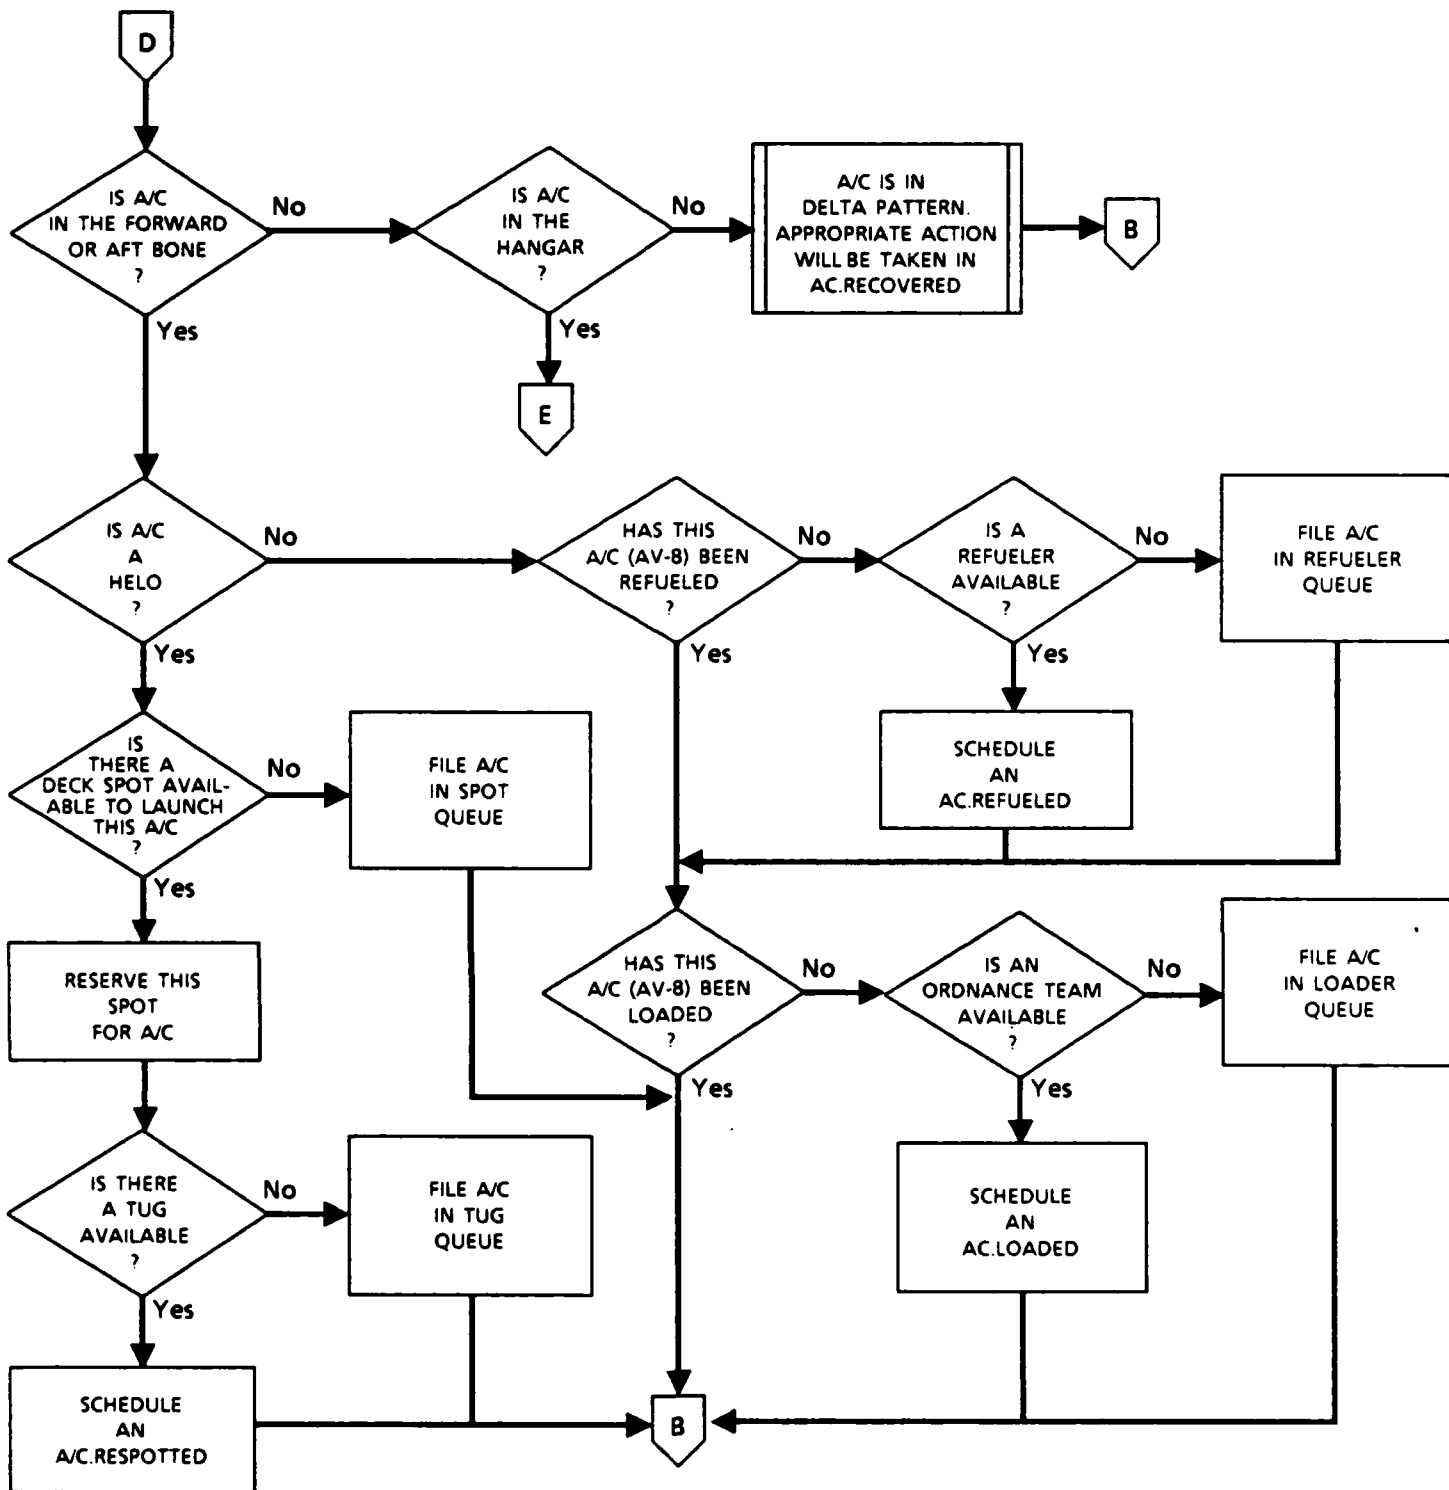 D
IS A/C
IN THE FORWARD
OR AFT BONE
?
No
Yes
IS A/C
IN THE
HANGAR
?
No
Yes
A/C IS IN
DELTA PATTERN.
APPROPRIATE ACTION
WILL BE TAKEN IN
AC.RECOVERED
B
E
IS A/C
A
HELO
?
No
Yes
HAS THIS
A/C (AV-8) BEEN
REFUELED
?
No
Yes
IS A
REFUELER
AVAILABLE
?
No
Yes
FILE A/C
IN REFUELER
QUEUE
IS
THERE A
DECK SPOT AVAIL-
ABLE TO LAUNCH
THIS A/C
?
No
Yes
FILE A/C
IN SPOT
QUEUE
SCHEDULE
AN
AC.REFUELED
RESERVE THIS
SPOT
FOR A/C
HAS THIS
A/C (AV-8) BEEN
LOADED
?
No
Yes
IS AN
ORDNANCE TEAM
AVAILABLE
?
No
Yes
FILE A/C
IN LOADER
QUEUE
IS THERE
A TUG
AVAILABLE
?
No
Yes
FILE A/C
IN TUG
QUEUE
SCHEDULE
AN
AC.LOADED
SCHEDULE
AN
A/C.RESPOTTED
B